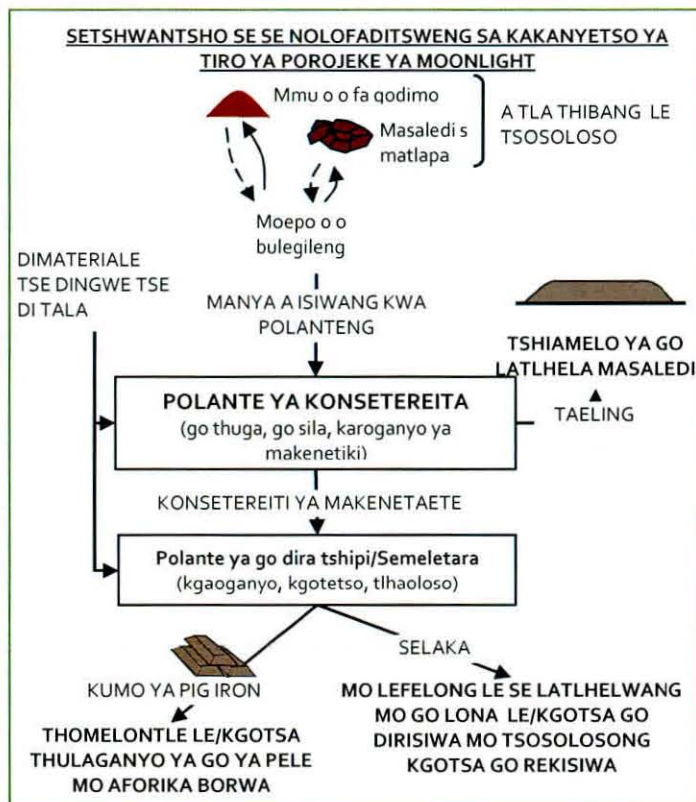 SETSHWANTSHO SE SE NOLOFADITSWENG SA KAKANYETSO YA
TIRO YA POROJEKE YA MOONLIGHT
Mmu o o fa godimo
Masaledi s
matlapa
A TLA THIBANG LE
TSOSOLOSO
Moepo o o
bulegileng
DIMATERIALE
TSE DINGWE TSE
DI TALA
MANYA A ISIWANG KWA
POLANTENG
TSHIAMELO YA GO
LATLHELA MASALEDI
POLANTE YA KONSETEREITA
(go thuga, go sila, karoganyo ya
makenetiki)
TAELING
KONSETEREITI YA MAKENETAETE
Polante ya go dira tshipi/Semeletara
(kgaoganyo, kgotetso, tlhaoloso)
SELAKA
KUMO YA PIG IRON
THOMELONTLE LE/KGOTSA
THULAGANYO YA GO YA PELE
MO AFORIKA BORWA
MO LEFELONG LE SE LATLHELWANG
MO GO LONA LE/KGOTSA GO
DIRISIWA MO TSOSOLOSONG
KGOTSA GO REKISIWA